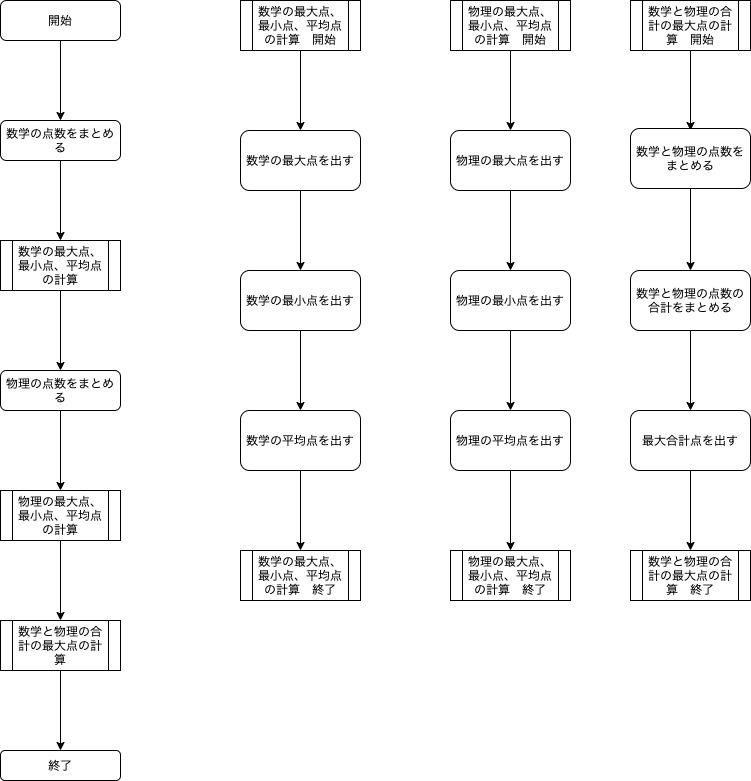 開始
数学の点数をまとめ
る
数学の最大点、
最小点、平均点
の計算
物理の点数をまとめ
る
物理の最大点、
最小点、平均点
の計算
数学と物理の合
計の最大点の計
算
終了
数学の最大点、
最小点、平均点
の計算　開始
数学の最大点を出す
数学の最小点を出す
数学の平均点を出す
数学の最大点、
最小点、平均点
の計算　終了
物理の最大点、
最小点、平均点
の計算　開始
物理の最大点を出す
物理の最小点を出す
物理の平均点を出す
物理の最大点、
最小点、平均点
の計算　終了
数学と物理の合
計の最大点の計
算　開始
数学と物理の点数を
まとめる
数学と物理の点数の
合計をまとめる
最大合計点を出す
数学と物理の合
計の最大点の計
算　終了